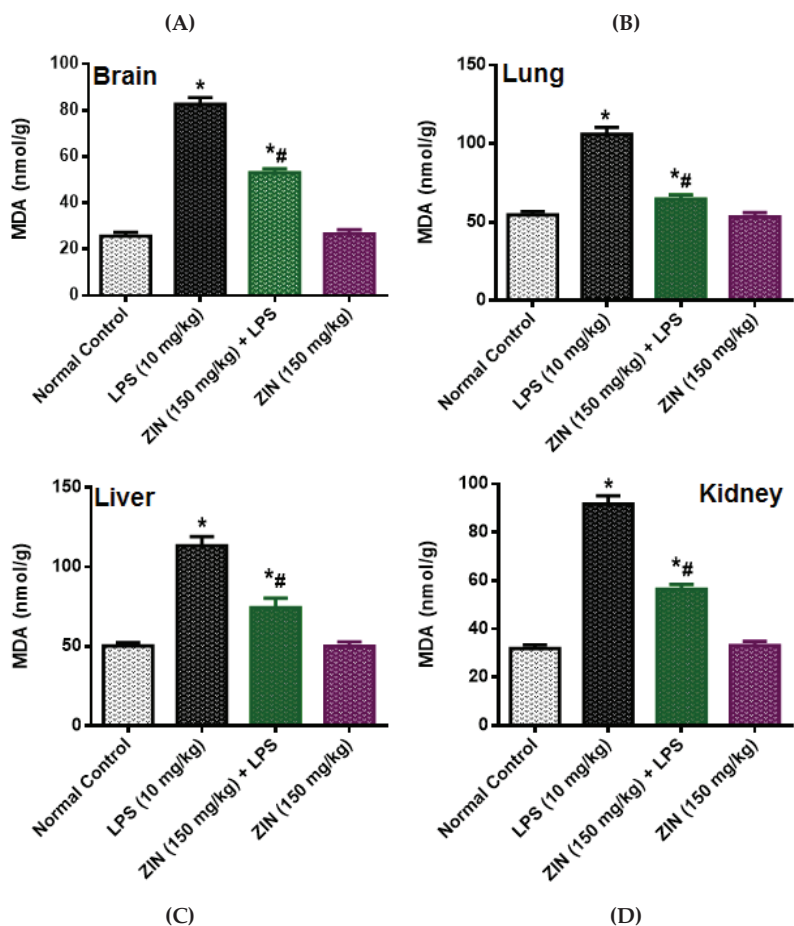 (A)
(B)
Brain
MDA (nmol/g)
100
80
60
40
20
0
*
*#
Normal Control
LPS (10 mg/kg)
ZIN (150 mg/kg) + LPS
ZIN (150 mg/kg)
Lung
MDA (nmol/g)
150
100
50
0
*
*#
Normal Control
LPS (10 mg/kg)
ZIN (150 mg/kg) + LPS
ZIN (150 mg/kg)
Liver
MDA (nmol/g)
150
100
50
0
*
*#
Normal Control
LPS (10 mg/kg)
ZIN (150 mg/kg) + LPS
ZIN (150 mg/kg)
Kidney
MDA (nmol/g)
100
80
60
40
20
0
*
*#
Normal Control
LPS (10 mg/kg)
ZIN (150 mg/kg) + LPS
ZIN (150 mg/kg)
(C)
(D)